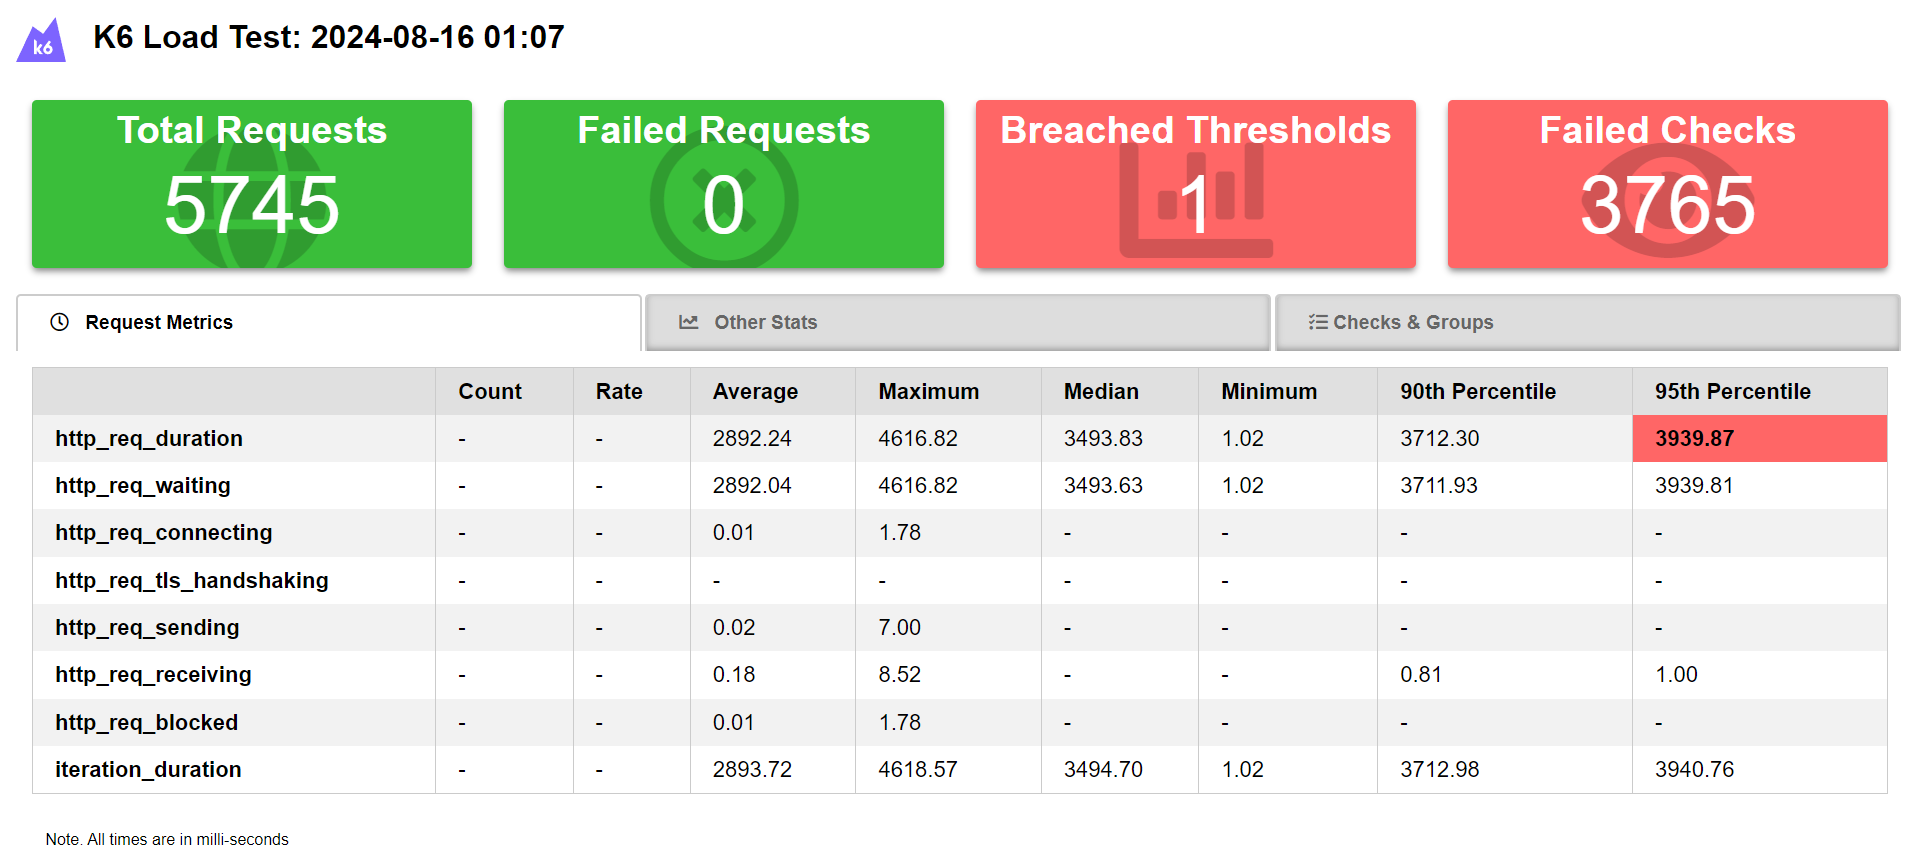 k6
K6 Load Test: 2024-08-16 01:07
Total Requests
5745
Failed Requests
0
Breached Thresholds
1
Failed Checks
3765
Request Metrics
Other Stats
Checks & Groups
Count Rate Average Maximum Median Minimum 90th Percentile 95th Percentile
http_req_duration - - 2892.24 4616.82 3493.83 1.02 3712.30 3939.87
http_req_waiting - - 2892.04 4616.82 3493.63 1.02 3711.93 3939.81
http_req_connecting - - 0.01 1.78 - - - -
http_req_tls_handshaking - - - - - - - -
http_req_sending - - 0.02 7.00 - - - -
http_req_receiving - - 0.18 8.52 - - 0.81 1.00
http_req_blocked - - 0.01 1.78 - - - -
iteration_duration - - 2893.72 4618.57 3494.70 1.02 3712.98 3940.76
Note. All times are in milli-seconds